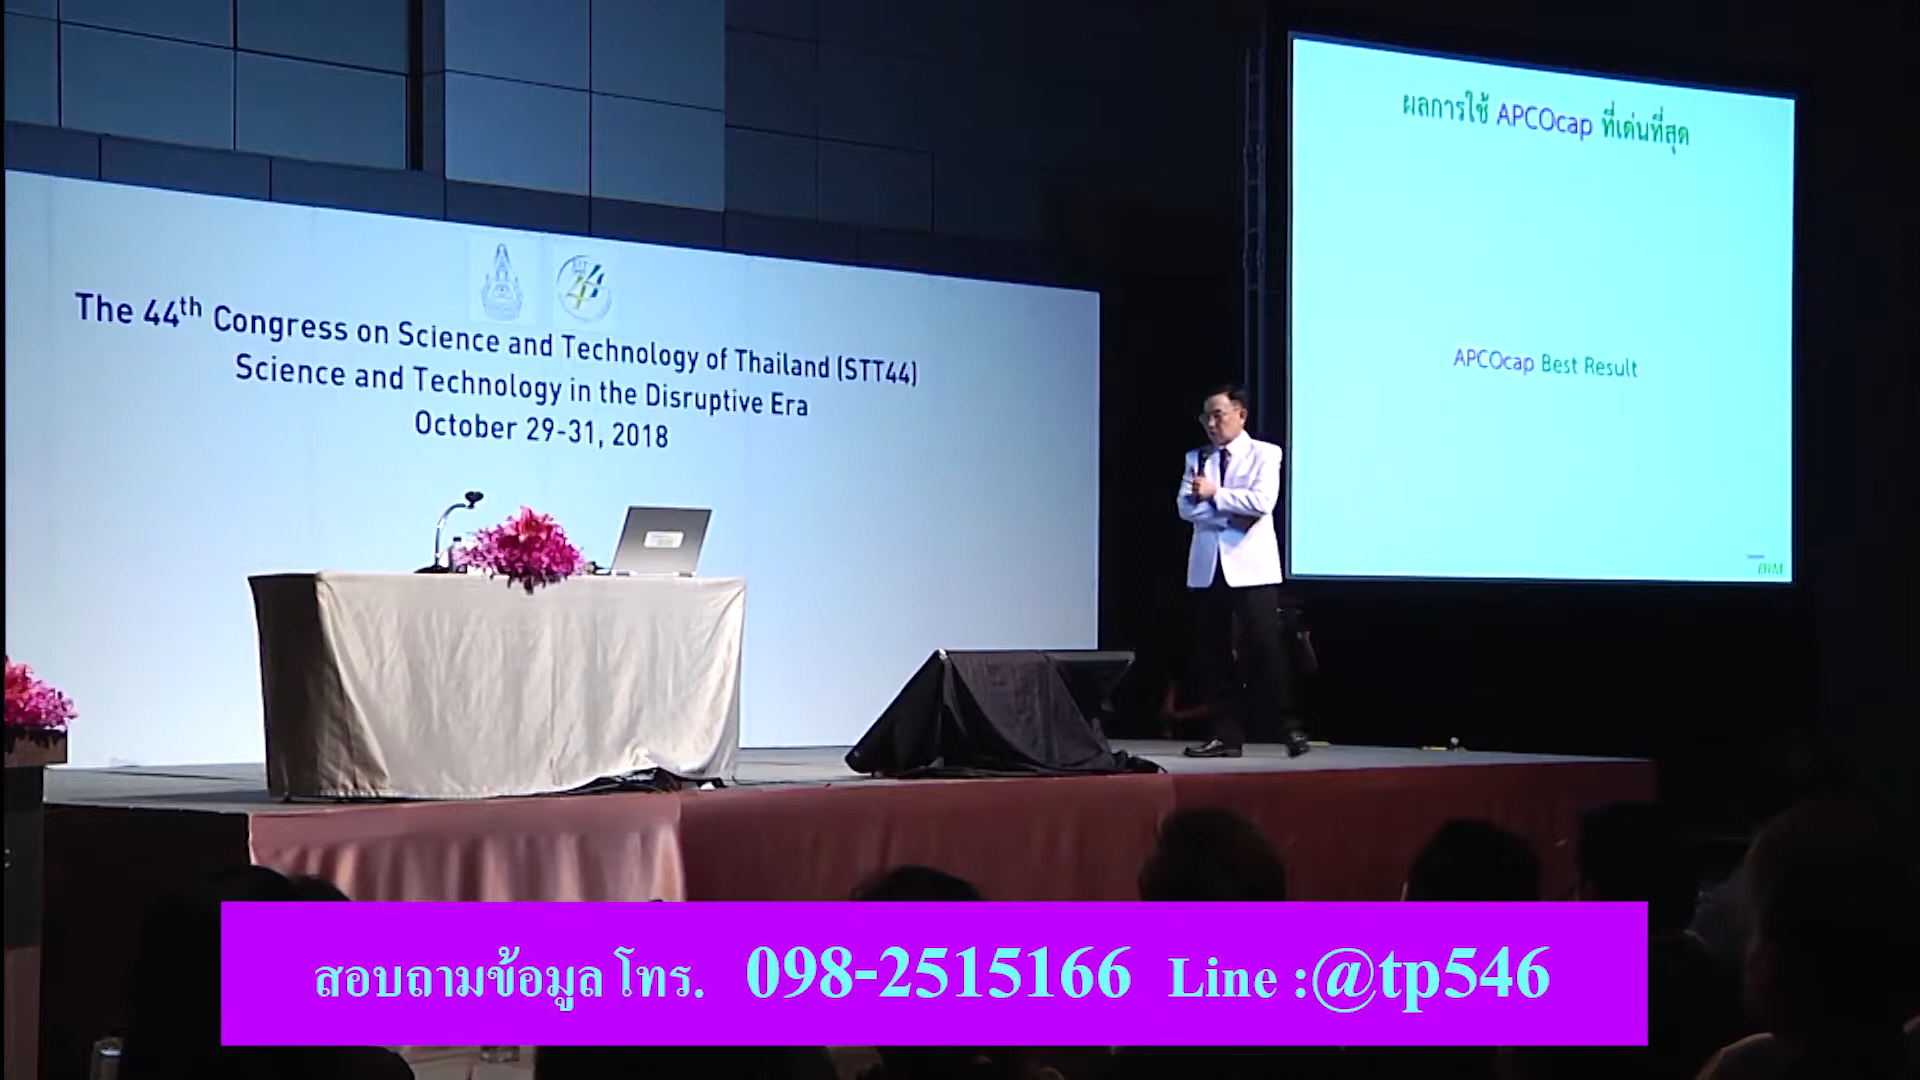 The 44th Congress on Science and Technology of Thailand (STT44)
Science and Technology in the Disruptive Era
October 29-31, 2018
ผลการใช้ APCOcap ที่เด่นที่สุด
APCOcap Best Result
BIM
สอบถามข้อมูล โทร. 098-2515166 Line :@tp546